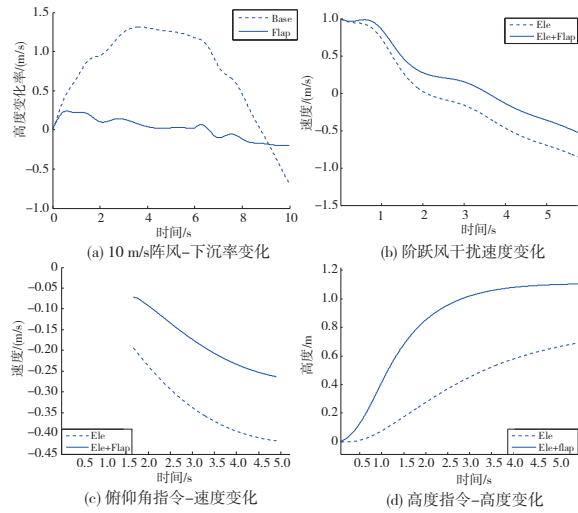 1.5
1.0
0.5
0
-0.5
1.0
高度变化率/(m/s)
Base
Flap
0 2 4 6 8 10
时间/s
(a) 10 m/s阵风-下沉率变化
1.0
0.5
0
-0.5
-1.0
速度/(m/s)
Ele
Ele+Flap
1 2 3 4 5
时间/s
(b) 阶跃风干扰速度变化
0
-0.05
-0.10
-0.15
-0.20
-0.25
-0.30
-0.35
-0.40
-0.45
速度/(m/s)
Ele
Ele+Flap
0.5 1.0 1.5 2.0 2.5 3.0 3.5 4.0 4.5 5.0
时间/s
(c) 俯仰角指令-速度变化
1.2
1.0
0.8
0.6
0.4
0.2
0
高度/m
Ele
Ele+flap
0.5 1.0 1.5 2.0 2.5 3.0 3.5 4.0 4.5 5.0
时间/s
(d) 高度指令-高度变化